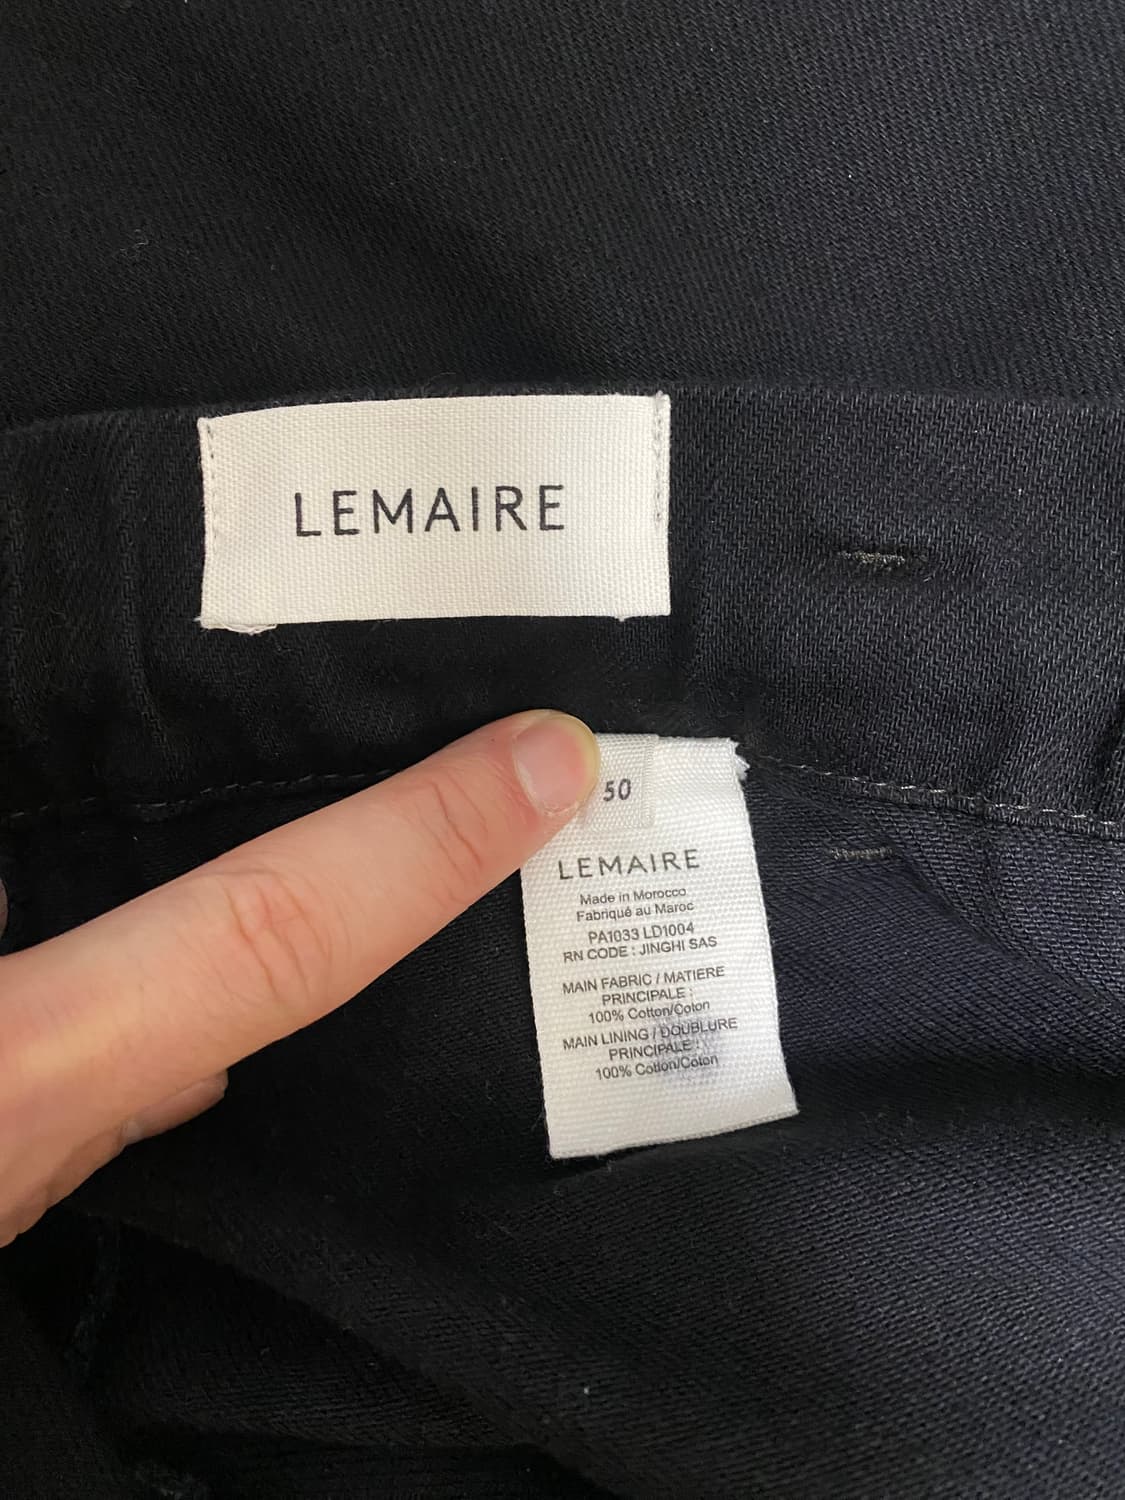 LEMAIRE
50
LEMAIRE
Made in Morocco
Fabriqué au Maroc
PA1033 LD1004
RN CODE : JINGHI SAS
MAIN FABRIC / MATIERE
PRINCIPALE :
100% Cotton/Coton
MAIN LINING / DOUBLURE
PRINCIPALE :
100% Cotton/Coton